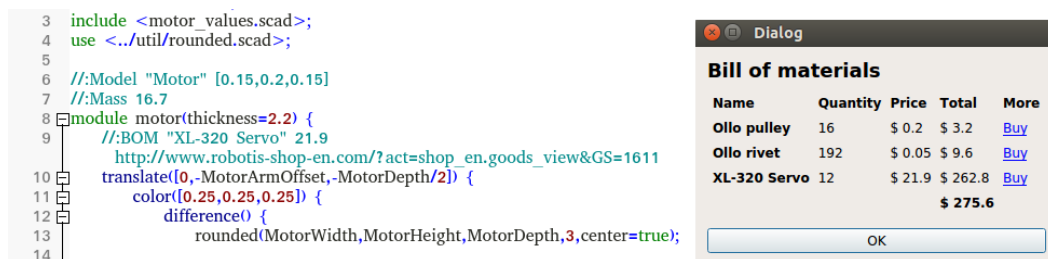 3 include <motor_values.scad>;
4 use <../util/rounded.scad>;
5
6 //:Model "Motor" [0.15,0.2,0.15]
7 //:Mass 16.7
8 module motor(thickness=2.2) {
9 //:BOM "XL-320 Servo" 21.9
http://www.robotis-shop-en.com/?act=shop_en.goods_view&GS=1611
10 translate([0,-MotorArmOffset,-MotorDepth/2]) {
11 color([0.25,0.25,0.25]) {
12 difference() {
13 rounded(MotorWidth,MotorHeight,MotorDepth,3,center=true);
14
Dialog
Bill of materials
Name Quantity Price Total More
Ollo pulley 16 $ 0.2 $ 3.2 Buy
Ollo rivet 192 $ 0.05 $ 9.6 Buy
XL-320 Servo 12 $ 21.9 $ 262.8 Buy
$ 275.6
OK